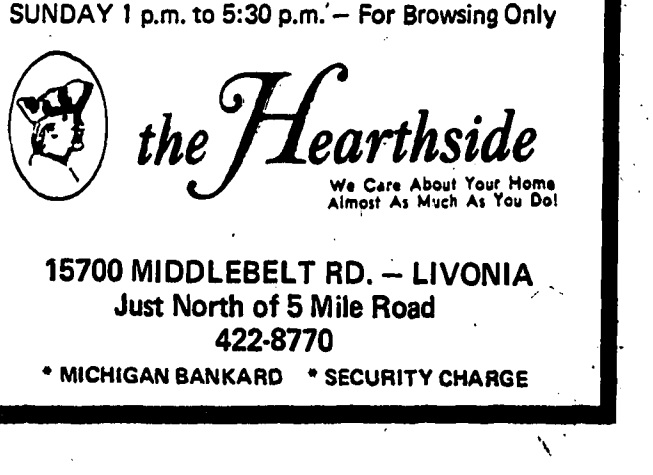 SUNDAY 1 p.m. to 5:30 p.m. — For Browsing Only
the Hearthside
We Care About Your Home
Almost As Much As You Do!
15700 MIDDLEBELT RD. — LIVONIA
Just North of 5 Mile Road
422-8770
* MICHIGAN BANKARD * SECURITY CHARGE